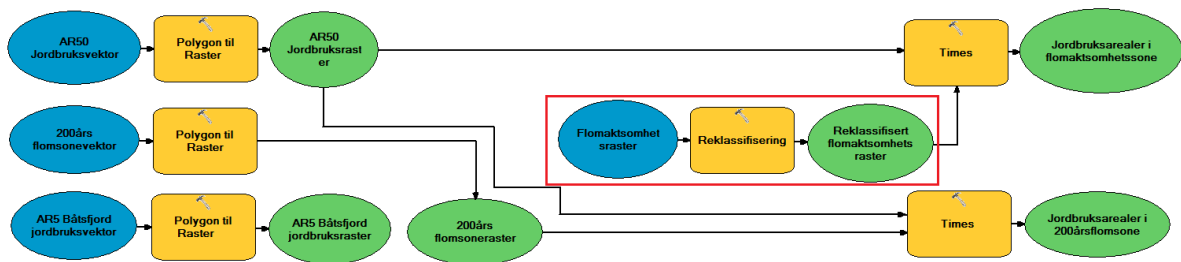 AR50
Jordbruksvektor
Polygon til
Raster
AR50
Jordbruksrast
er
Times
Jordbruksarealer i
flomaktsomhetssone
200års
flomsonevektor
Polygon til
Raster
Flomaktsomhet
sraster
Reklassifisering
Reklassifisert
flomaktsomhets
raster
AR5 Båtsfjord
jordbruksvektor
Polygon til
Raster
AR5 Båtsfjord
jordbruksraster
200års
flomsoneraster
Times
Jordbruksarealer i
200årsflomsone